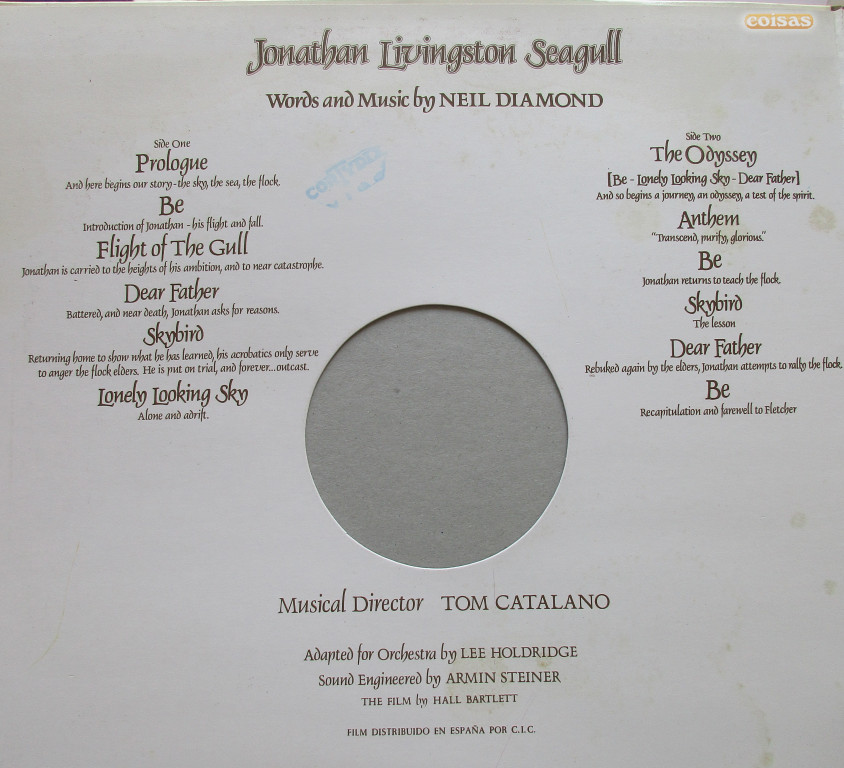 coisas
Jonathan Livingston Seagull
Words and Music by NEIL DIAMOND
Side One
Prologue
And here begins our story-the sky, the sea, the flock.
Be
Introduction of Jonathan - his flight and fall.
Flight of The Gull
Jonathan is carried to the heights of his ambition, and to near catastrophe.
Dear Father
Battered, and near death, Jonathan asks for reasons.
Skybird
Returning home to show what he has learned, his acrobatics only serve
to anger the flock elders. He is put on trial, and forever...outcast.
Lonely Looking Sky
Alone and adrift.
Side Two
The Odyssey
[Be - Lonely Looking Sky - Dear Father]
And so begins a journey, an odyssey, a test of the spirit.
Anthem
"Transcend, purify, glorious."
Be
Jonathan returns to teach the flock.
Skybird
The lesson
Dear Father
Rebuked again by the elders, Jonathan attempts to rally the flock.
Be
Recapitulation and farewell to Fletcher
Musical Director TOM CATALANO
Adapted for Orchestra by LEE HOLDRIDGE
Sound Engineered by ARMIN STEINER
THE FILM by HALL BARTLETT
FILM DISTRIBUIDO EN ESPAÑA POR C.I.C.